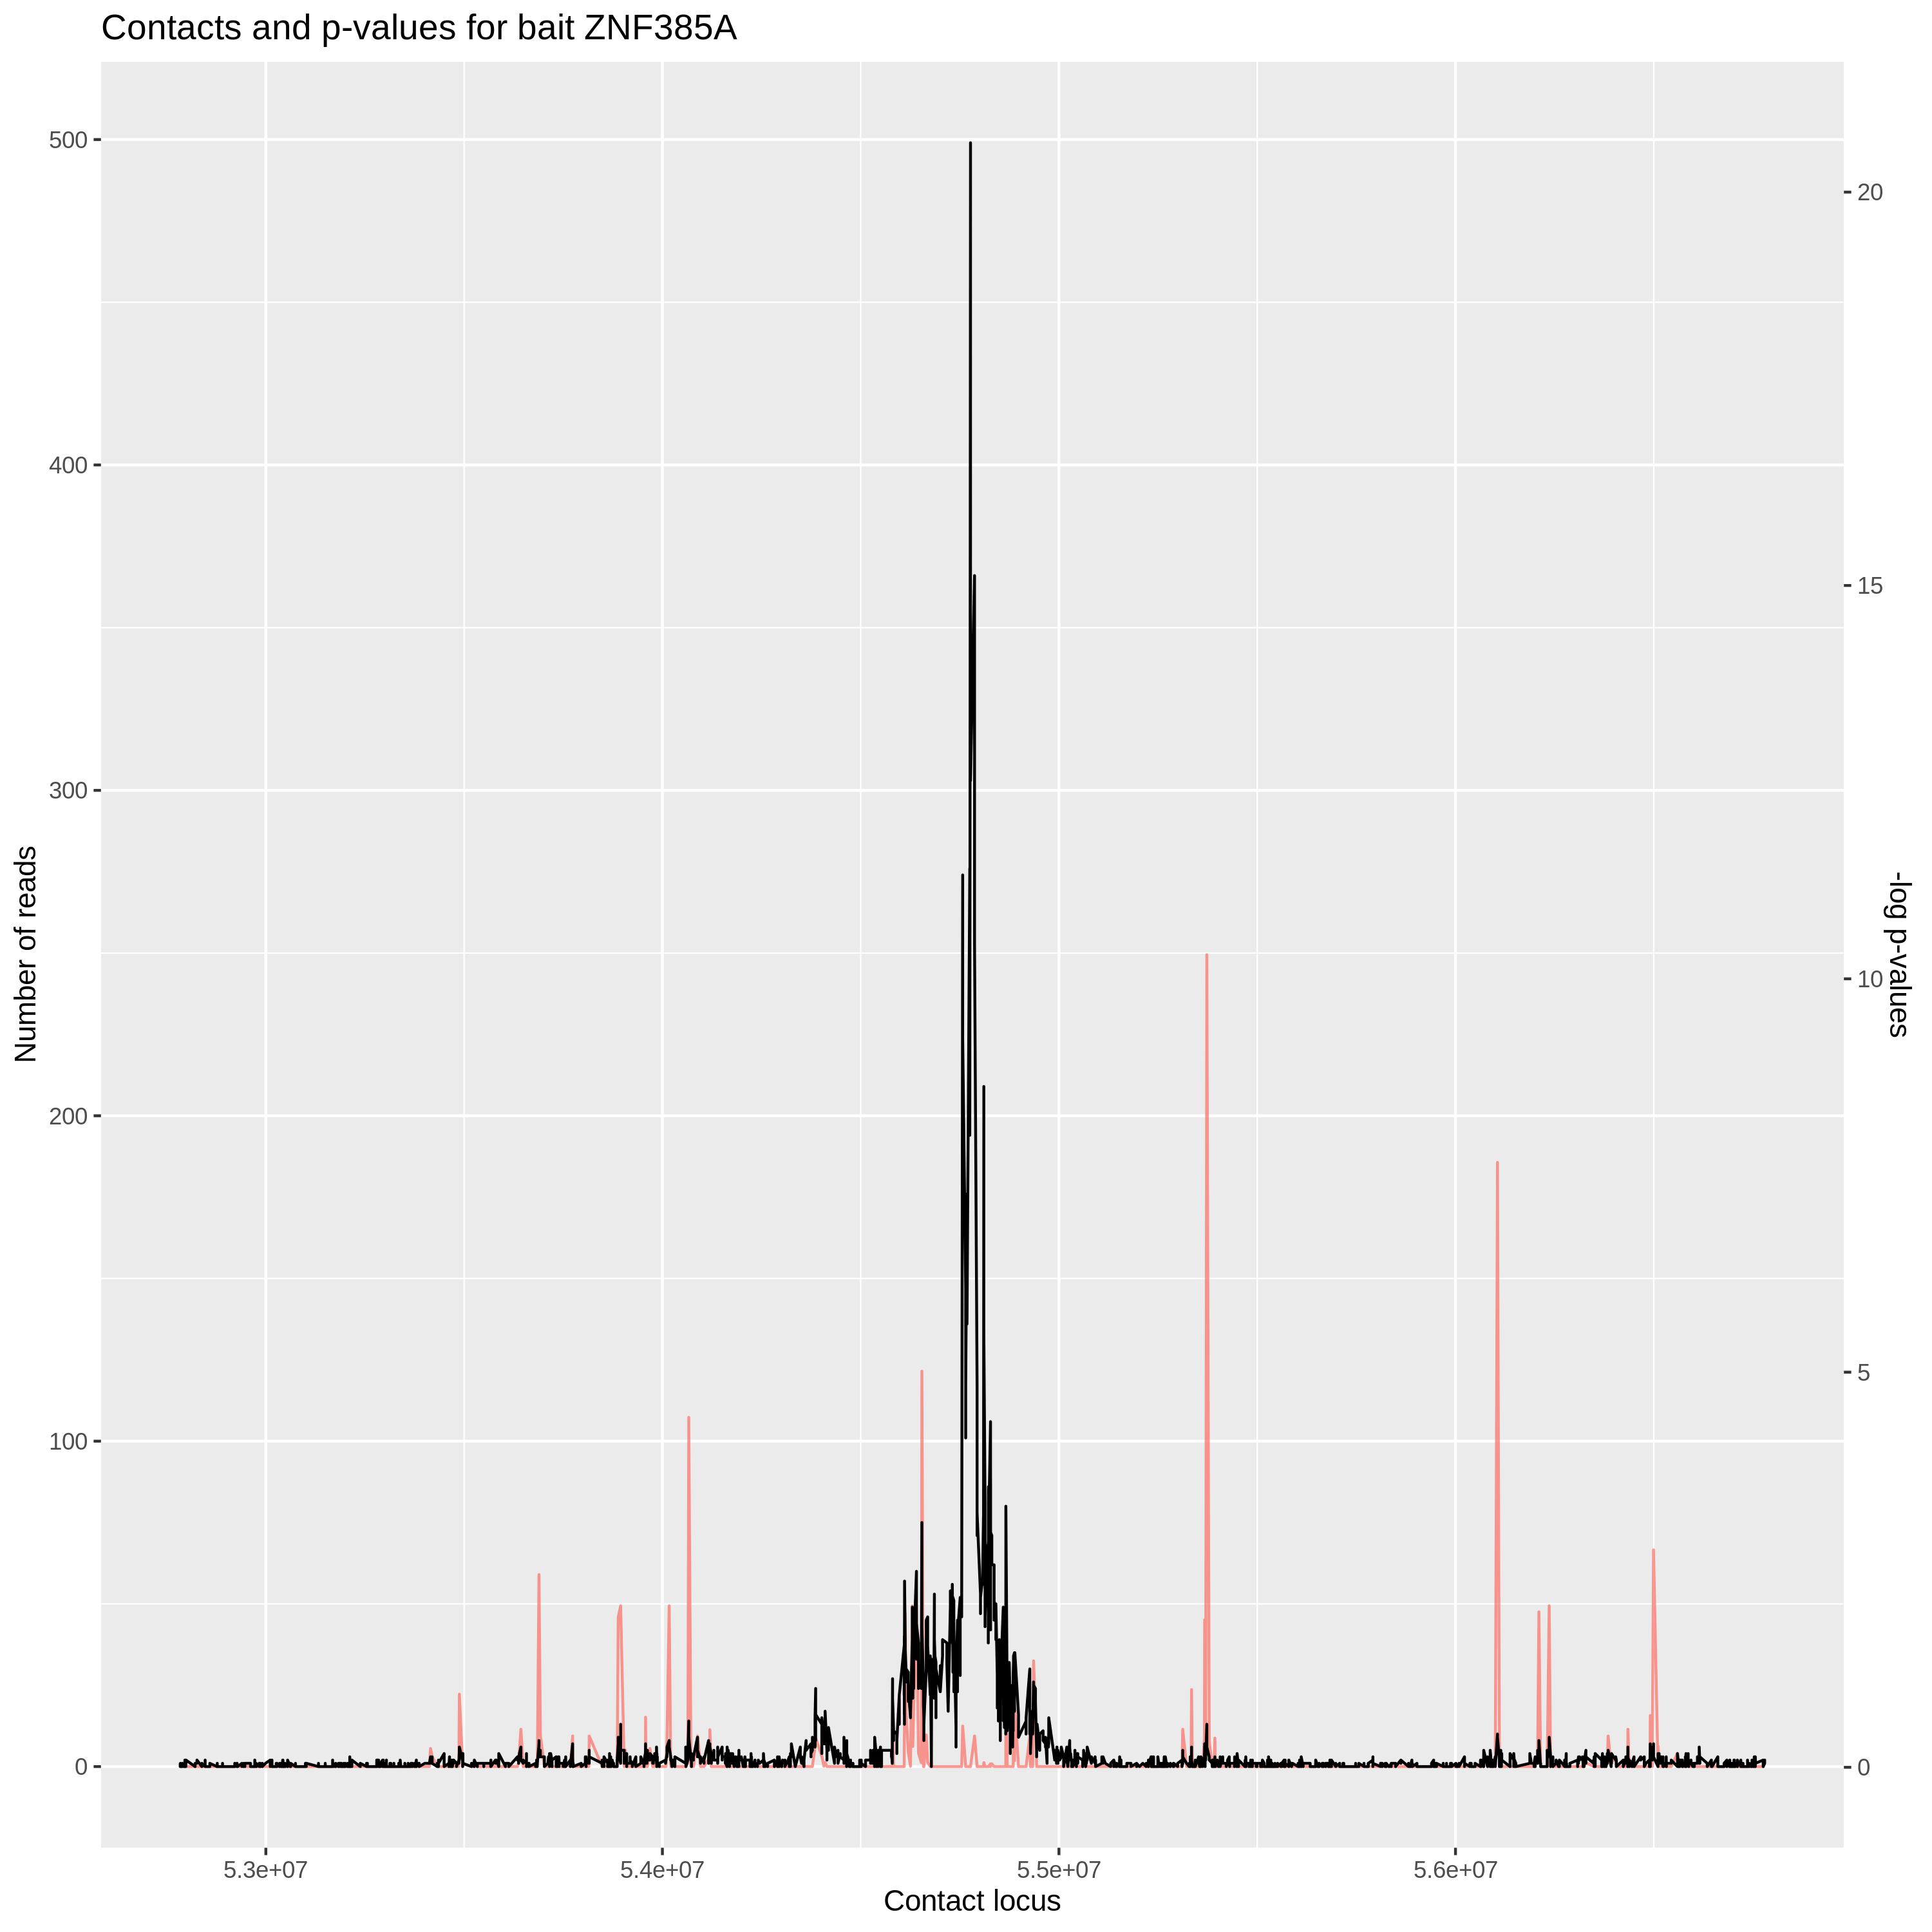 Contacts and p-values for bait ZNF385A
500
400
300
200
100
0
Number of reads
20
15
10
5
0
-log p-values
5.3e+07
5.4e+07
5.5e+07
5.6e+07
Contact locus